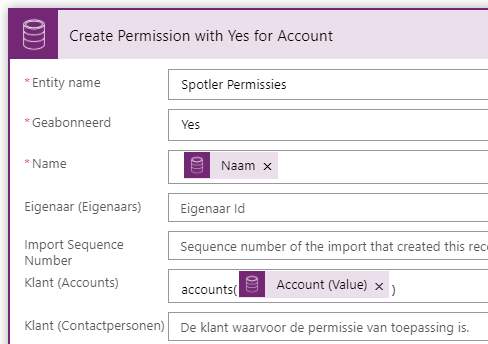 Create Permission with Yes for Account
* Entity name
Spotler Permissies
* Geabonneerd
Yes
* Name
Naam ×
Eigenaar (Eigenaars)
Eigenaar Id
Import Sequence
Number
Sequence number of the import that created this
Klant (Accounts)
accounts( Account (Value) × )
Klant (Contactpersonen)
De klant waarvoor de permissie van toepassing is.